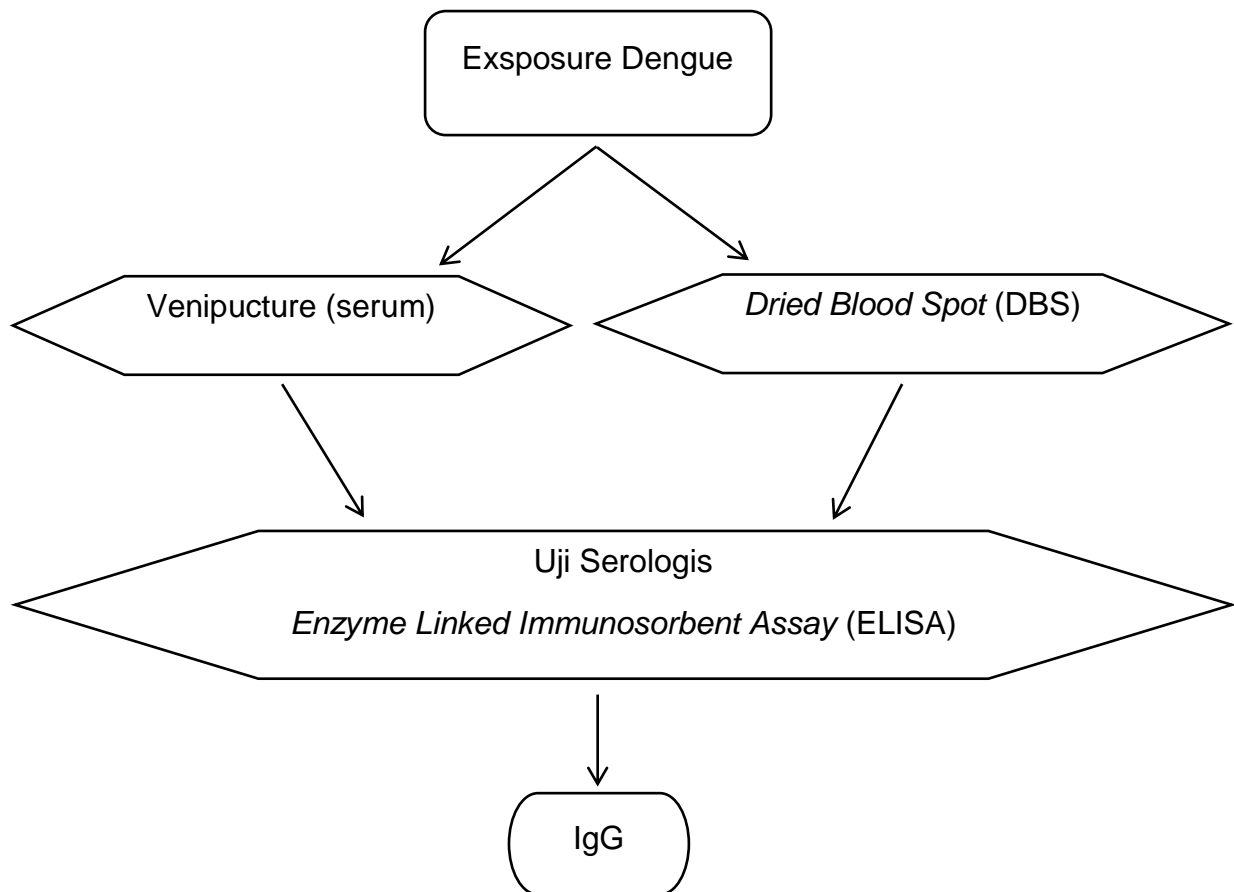 Exsposure Dengue
Venipucture (serum)
Dried Blood Spot (DBS)
Uji Serologis
Enzyme Linked Immunosorbent Assay (ELISA)
IgG